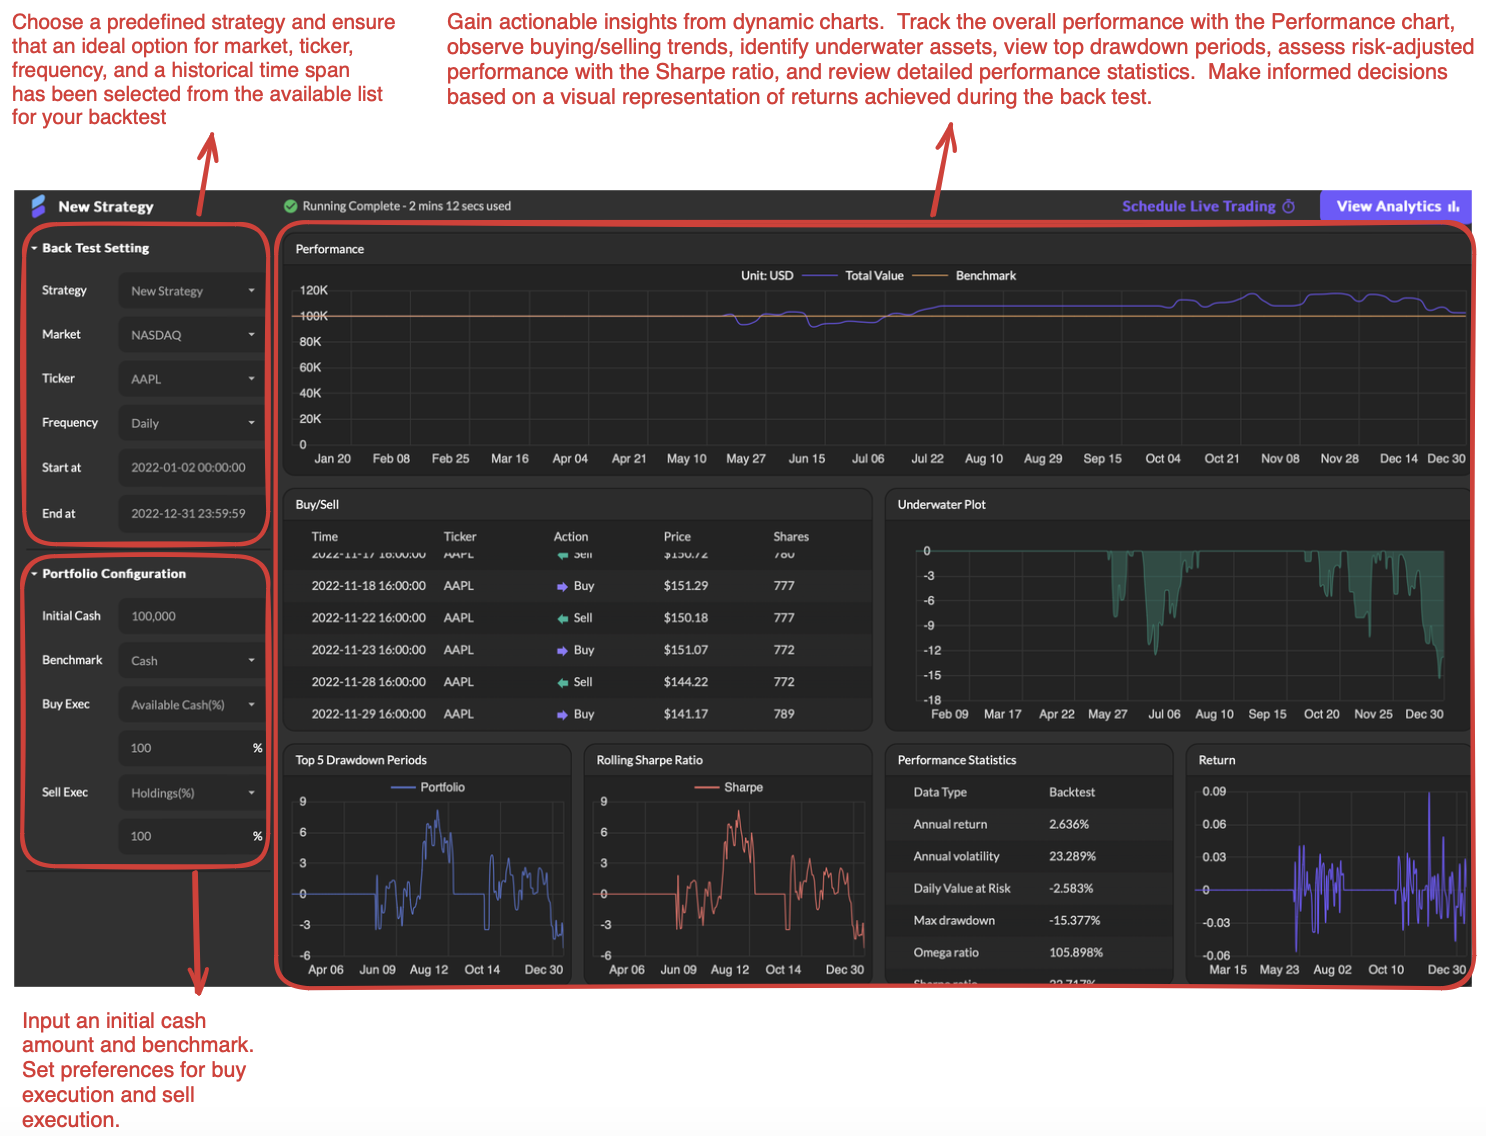 Choose a predefined strategy and ensure
that an ideal option for market, ticker,
frequency, and a historical time span
has been selected from the available list
for your backtest
Gain actionable insights from dynamic charts.  Track the overall performance with the Performance chart,
observe buying/selling trends, identify underwater assets, view top drawdown periods, assess risk-adjusted
performance with the Sharpe ratio, and review detailed performance statistics.  Make informed decisions
based on a visual representation of returns achieved during the back test.
New Strategy
Running Complete - 2 mins 12 secs used
Schedule Live Trading
View Analytics
Back Test Setting
Strategy New Strategy
Market NASDAQ
Ticker AAPL
Frequency Daily
Start at 2022-01-02 00:00:00
End at 2022-12-31 23:59:59
Portfolio Configuration
Initial Cash 100,000
Benchmark Cash
Buy Exec Available Cash(%)
100 %
Sell Exec Holdings(%)
100 %
Performance
Unit: USD Total Value Benchmark
120K
100K
80K
60K
40K
20K
0
Jan 20 Feb 08 Feb 25 Mar 16 Apr 04 Apr 21 May 10 May 27 Jun 15 Jul 06 Jul 22 Aug 10 Aug 29 Sep 15 Oct 04 Oct 21 Nov 08 Nov 28 Dec 14 Dec 30
Buy/Sell
Time Ticker Action Price Shares
2022-11-17 16:00:00 AAPL Sell $150.72 780
2022-11-18 16:00:00 AAPL Buy $151.29 777
2022-11-22 16:00:00 AAPL Sell $150.18 777
2022-11-23 16:00:00 AAPL Buy $151.07 772
2022-11-28 16:00:00 AAPL Sell $144.22 772
2022-11-29 16:00:00 AAPL Buy $141.17 789
Underwater Plot
0
-3
-6
-9
-12
-15
-18
Feb 09 Mar 17 Apr 22 May 27 Jul 06 Aug 10 Sep 15 Oct 20 Nov 25 Dec 30
Top 5 Drawdown Periods
Portfolio
9
6
3
0
-3
-6
Apr 06 Jun 09 Aug 12 Oct 14 Dec 30
Rolling Sharpe Ratio
Sharpe
9
6
3
0
-3
-6
Apr 06 Jun 09 Aug 12 Oct 14 Dec 30
Performance Statistics
Data Type Backtest
Annual return 2.636%
Annual volatility 23.289%
Daily Value at Risk -2.583%
Max drawdown -15.377%
Omega ratio 105.898%
Sharpe ratio
Return
0.09
0.06
0.03
0
-0.03
-0.06
Mar 15 May 23 Aug 02 Oct 10 Dec 30
Input an initial cash
amount and benchmark.
Set preferences for buy
execution and sell
execution.